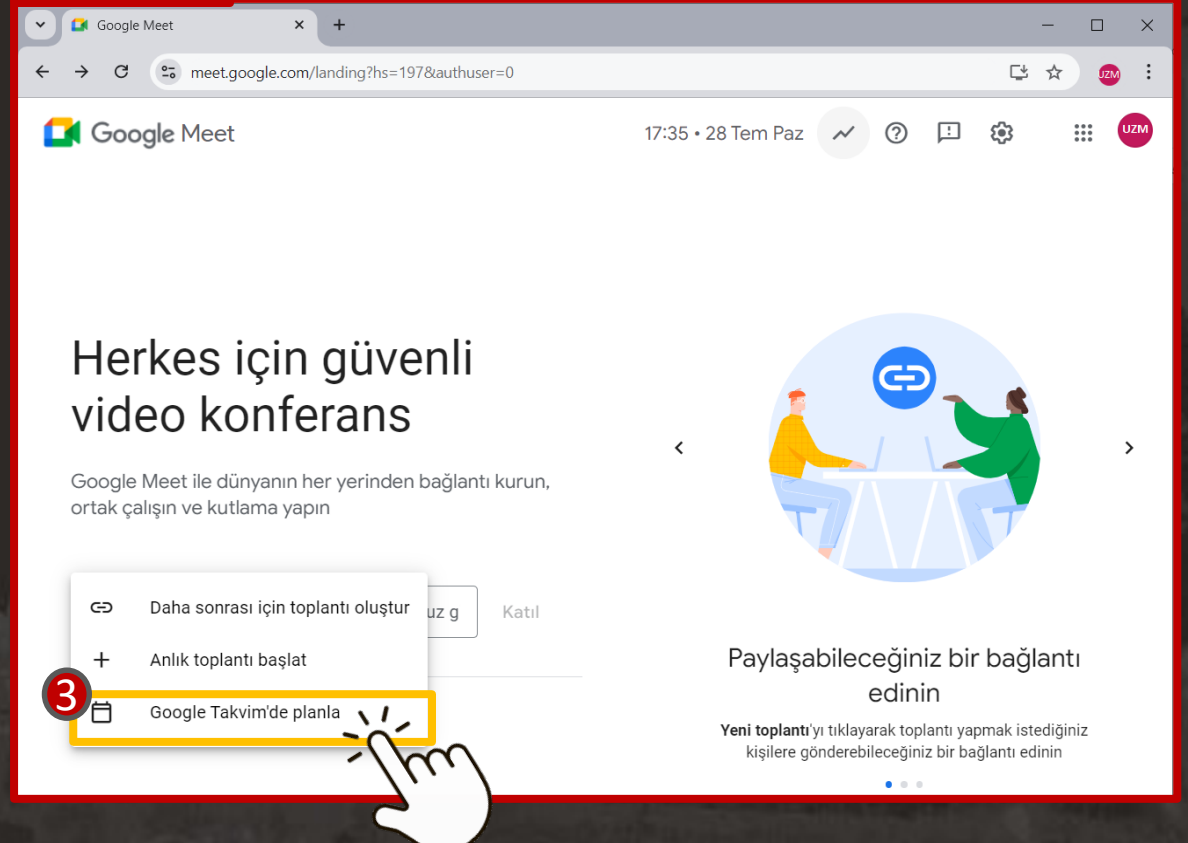 Google Meet
meet.google.com/landing?hs=197&authuser=0
UZM
Google Meet
17:35 • 28 Tem Paz
UZM
Herkes için güvenli
video konferans
Google Meet ile dünyanın her yerinden bağlantı kurun,
ortak çalışın ve kutlama yapın
Daha sonrası için toplantı oluştur
uz g
Katıl
Anlık toplantı başlat
3
Google Takvim'de planla
Paylaşabileceğiniz bir bağlantı
edinin
Yeni toplantı'yı tıklayarak toplantı yapmak istediğiniz
kişilere gönderebileceğiniz bir bağlantı edinin